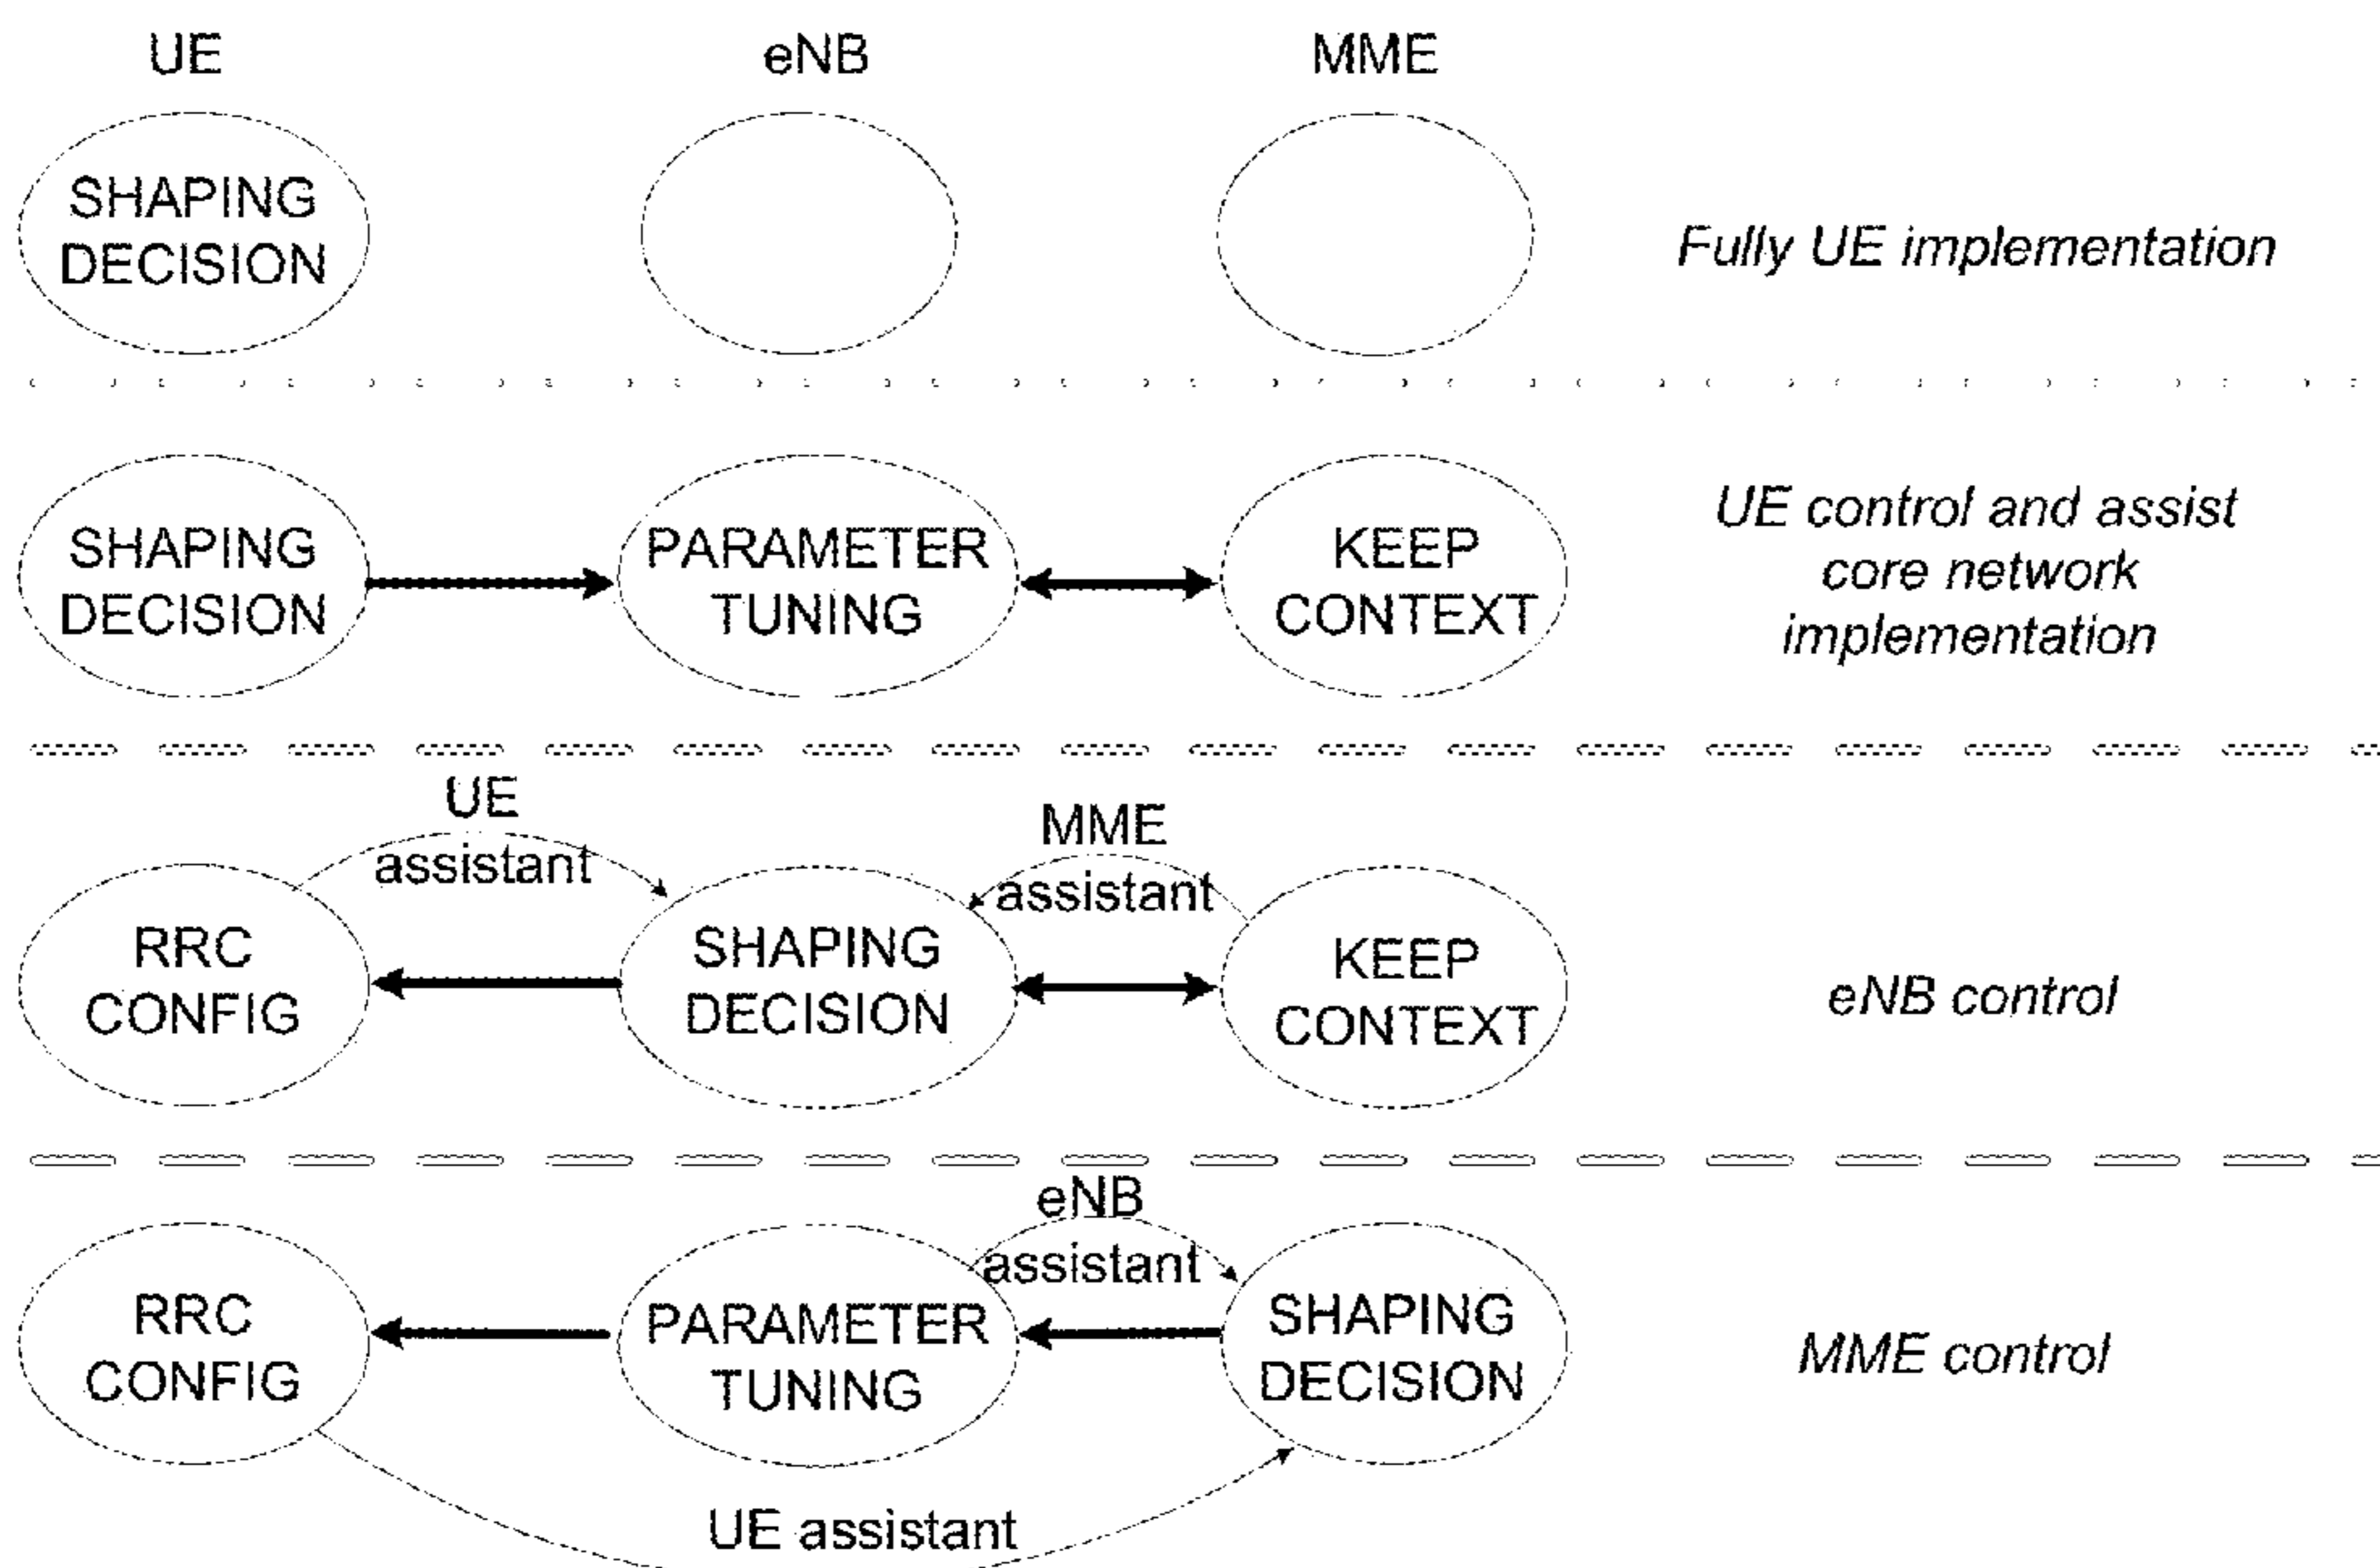 UE
eNB
MME
SHAPING
DECISION
Fully UE implementation
SHAPING
DECISION
PARAMETER
TUNING
KEEP
CONTEXT
UE control and assist
core network
implementation
UE
assistant
MME
assistant
RRC
CONFIG
SHAPING
DECISION
KEEP
CONTEXT
eNB control
eNB
assistant
RRC
CONFIG
PARAMETER
TUNING
SHAPING
DECISION
MME control
UE assistant